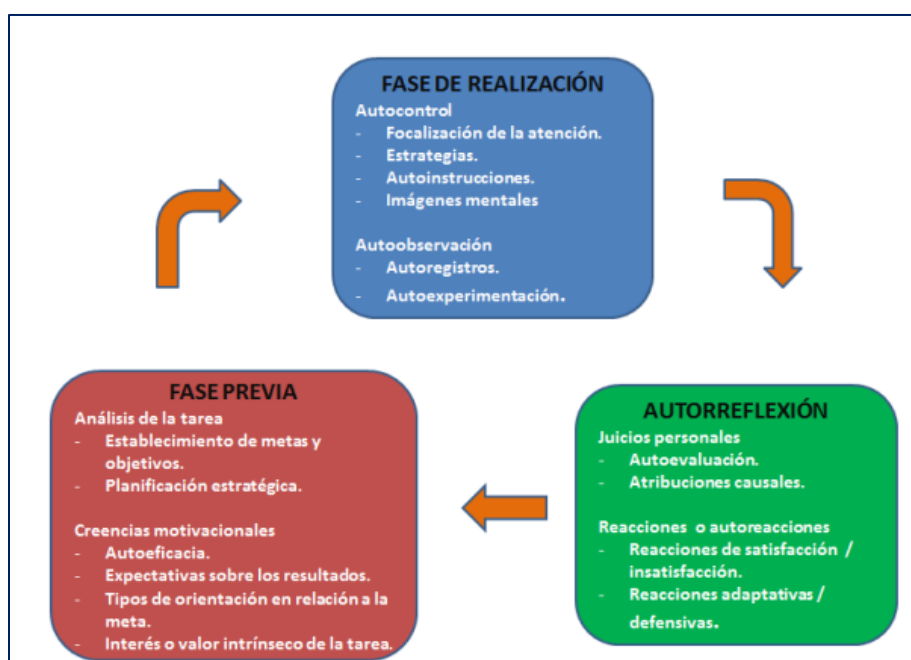 FASE DE REALIZACIÓN
Autocontrol
- Focalización de la atención.
- Estrategias.
- Autoinstrucciones.
- Imágenes mentales
Autoobservación
- Autoregistros.
- Autoexperimentación.
FASE PREVIA
Análisis de la tarea
- Establecimiento de metas y
objetivos.
- Planificación estratégica.
Creencias motivacionales
- Autoeficacia.
- Expectativas sobre los resultados.
- Tipos de orientación en relación a la
meta.
- Interés o valor intrínseco de la tarea.
AUTORREFLEXIÓN
Juicios personales
- Autoevaluación.
- Atribuciones causales.
Reacciones o autoreacciones
- Reacciones de satisfacción /
insatisfacción.
- Reacciones adaptativas /
defensivas.